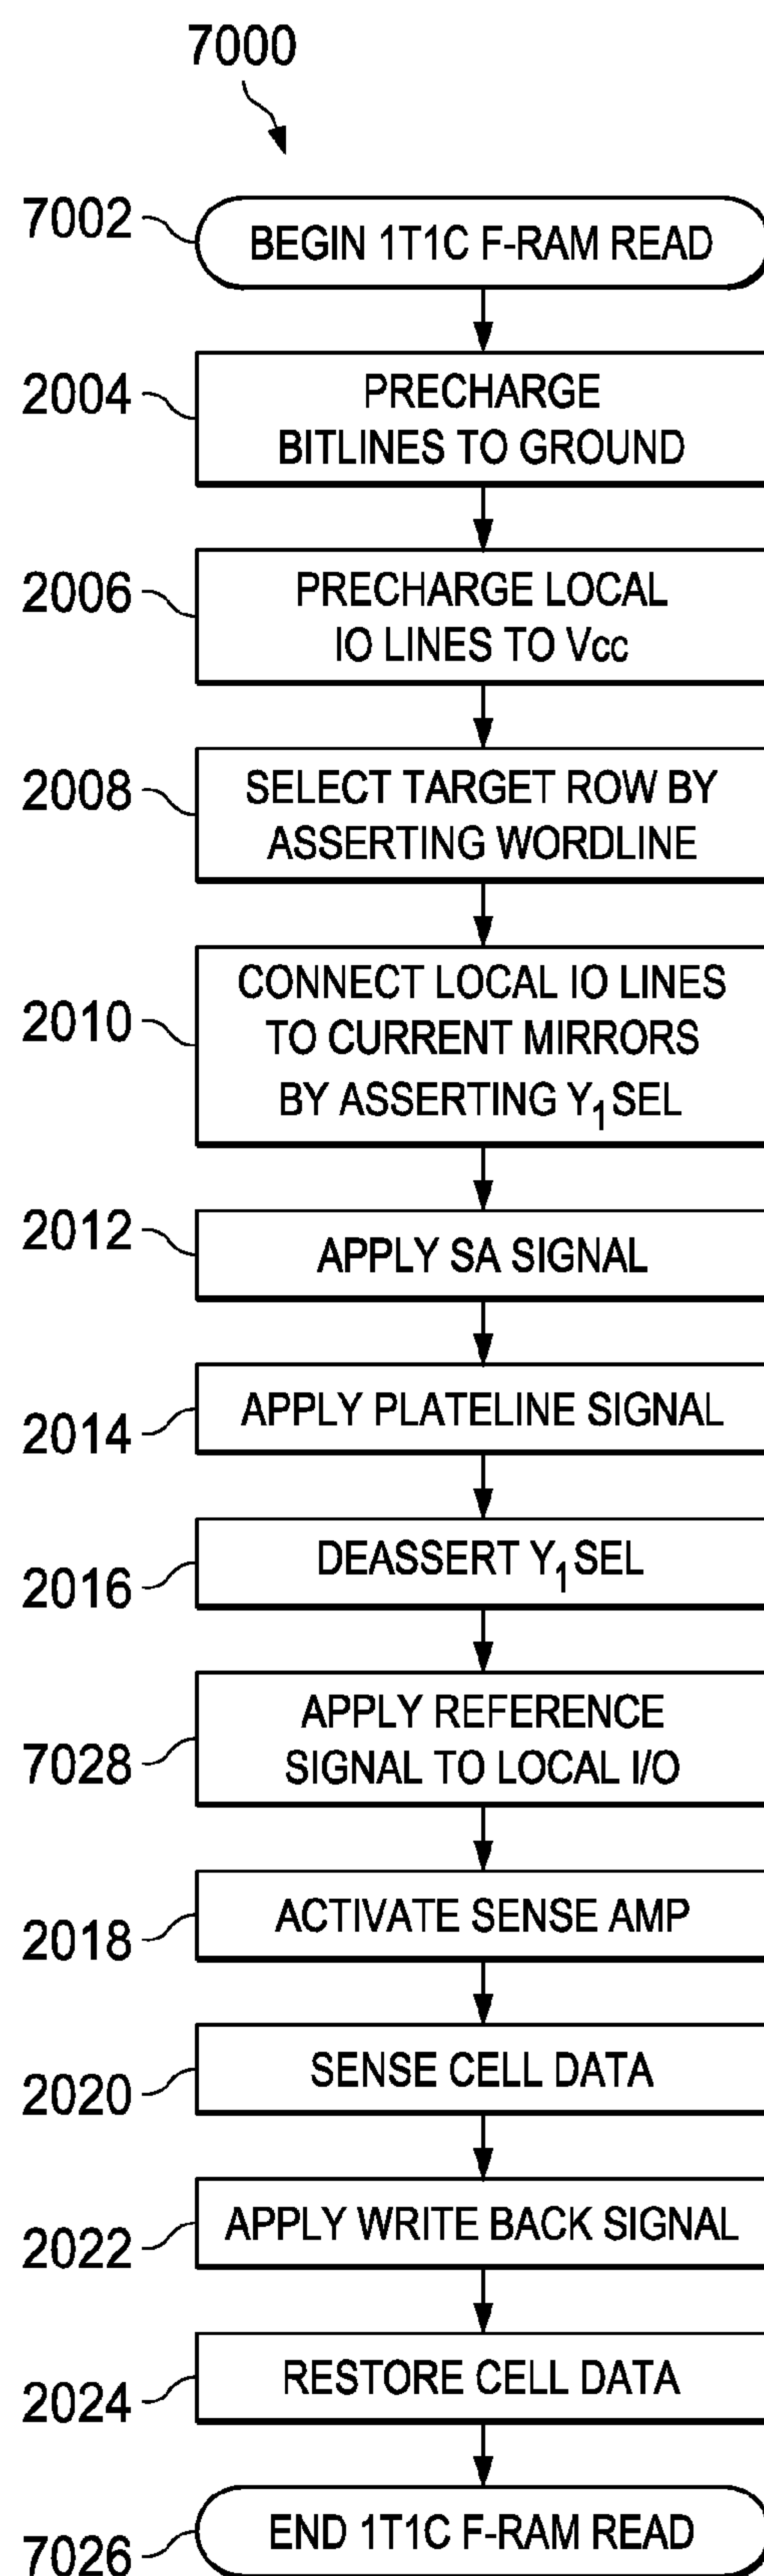 7000
7002
BEGIN 1T1C F-RAM READ
2004
PRECHARGE
BITLINES TO GROUND
2006
PRECHARGE LOCAL
IO LINES TO Vcc
2008
SELECT TARGET ROW BY
ASSERTING WORDLINE
2010
CONNECT LOCAL IO LINES
TO CURRENT MIRRORS
BY ASSERTING Y1SEL
2012
APPLY SA SIGNAL
2014
APPLY PLATELINE SIGNAL
2016
DEASSERT Y1SEL
7028
APPLY REFERENCE
SIGNAL TO LOCAL I/O
2018
ACTIVATE SENSE AMP
2020
SENSE CELL DATA
2022
APPLY WRITE BACK SIGNAL
2024
RESTORE CELL DATA
7026
END 1T1C F-RAM READ